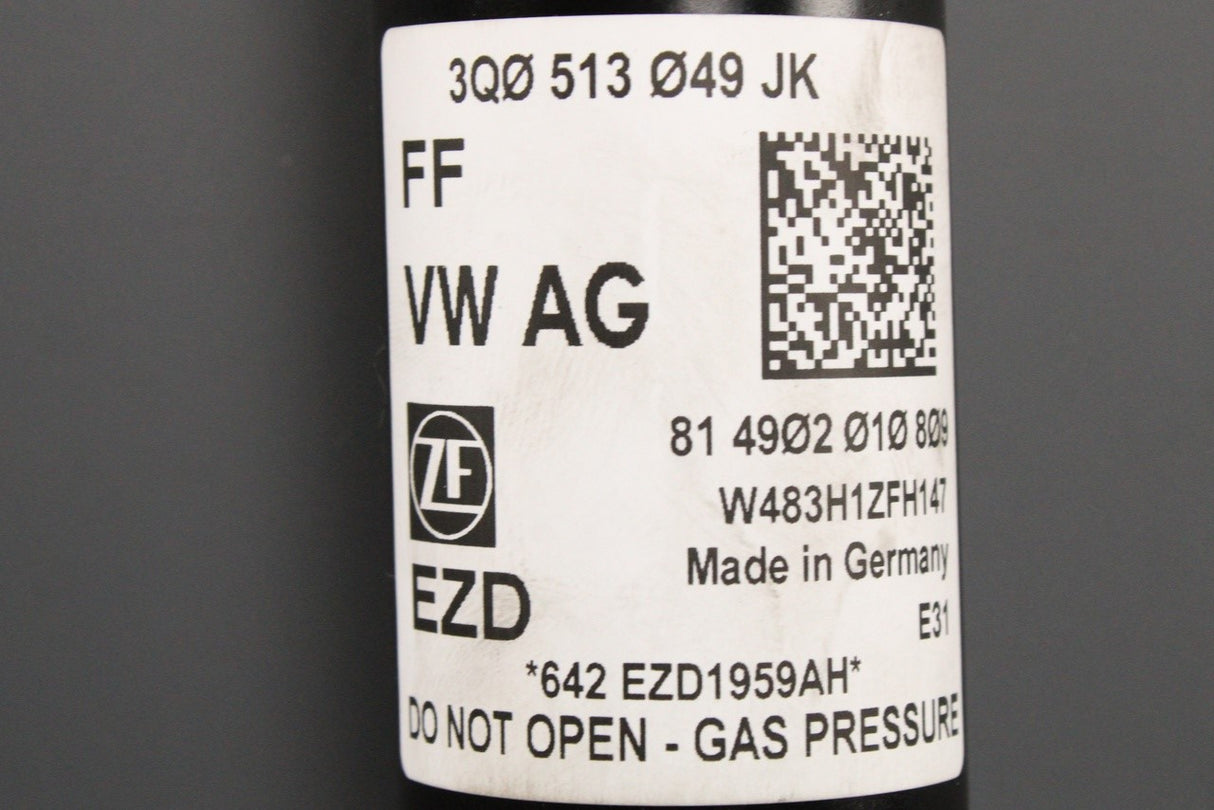 3QØ 513 Ø49 JK
FF
VW AG
81 49Ø2 Ø1Ø 8Ø9
ZF
W483H1ZFH147
Made in Germany
EZD
E31
*642 EZD1959AH*
DO NOT OPEN - GAS PRESSURE